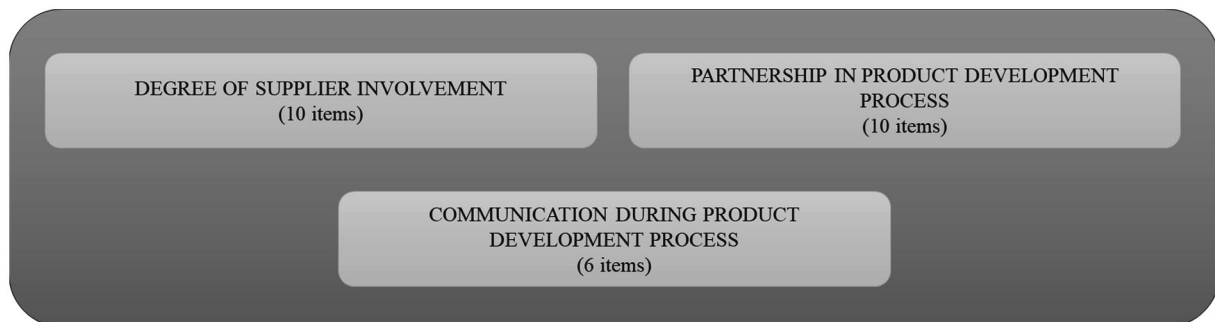 DEGREE OF SUPPLIER INVOLVEMENT
(10 items)
PARTNERSHIP IN PRODUCT DEVELOPMENT
PROCESS
(10 items)
COMMUNICATION DURING PRODUCT
DEVELOPMENT PROCESS
(6 items)